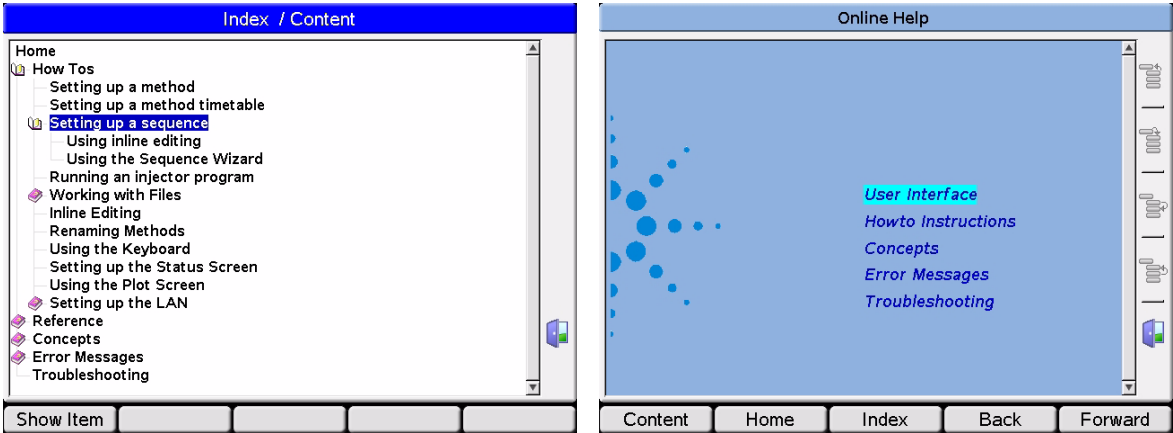 Index / Content
Home
How Tos
Setting up a method
Setting up a method timetable
Setting up a sequence
Using inline editing
Using the Sequence Wizard
Running an injector program
Working with Files
Inline Editing
Renaming Methods
Using the Keyboard
Setting up the Status Screen
Using the Plot Screen
Setting up the LAN
Reference
Concepts
Error Messages
Troubleshooting
Show Item
Online Help
User Interface
Howto Instructions
Concepts
Error Messages
Troubleshooting
Content Home Index Back Forward